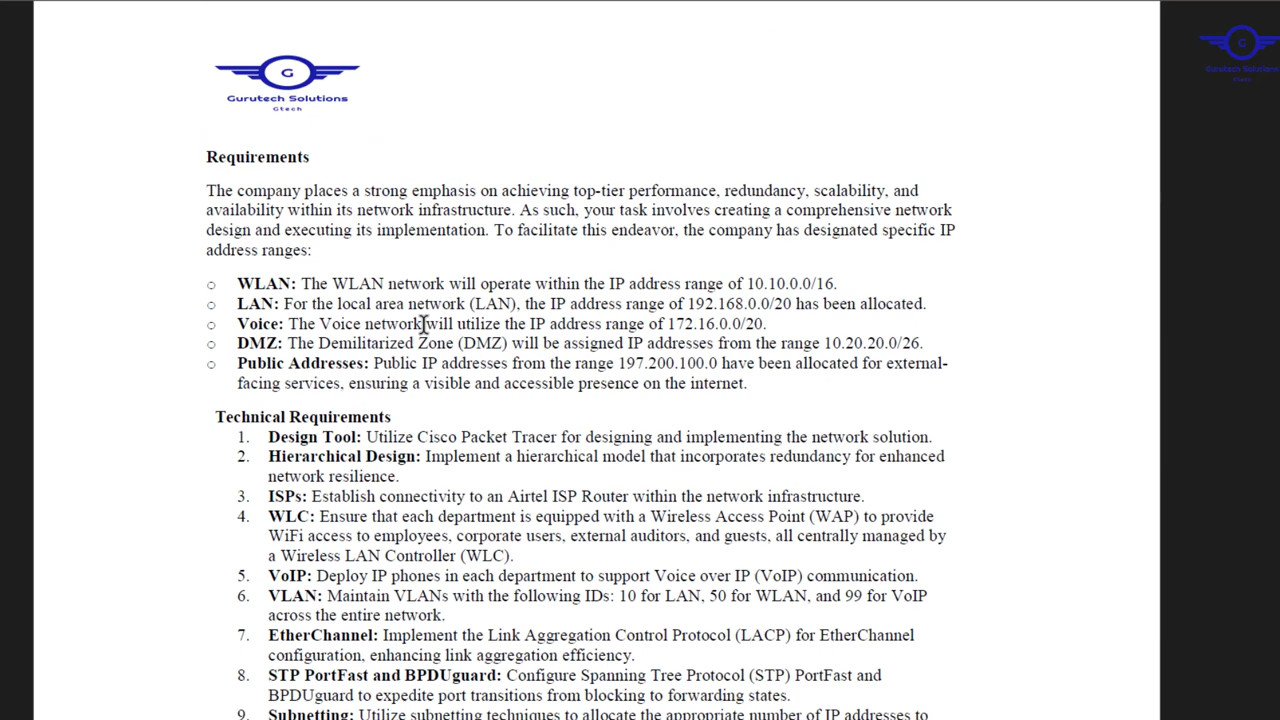 G
Gurutech Solutions
Gtech
G
Requirements
The company places a strong emphasis on achieving top-tier performance, redundancy, scalability, and
availability within its network infrastructure. As such, your task involves creating a comprehensive network
design and executing its implementation. To facilitate this endeavor, the company has designated specific IP
address ranges:
○ WLAN: The WLAN network will operate within the IP address range of 10.10.0.0/16.
○ LAN: For the local area network (LAN), the IP address range of 192.168.0.0/20 has been allocated.
○ Voice: The Voice network will utilize the IP address range of 172.16.0.0/20.
○ DMZ: The Demilitarized Zone (DMZ) will be assigned IP addresses from the range 10.20.20.0/26.
○ Public Addresses: Public IP addresses from the range 197.200.100.0 have been allocated for external-
facing services, ensuring a visible and accessible presence on the internet.
Technical Requirements
1. Design Tool: Utilize Cisco Packet Tracer for designing and implementing the network solution.
2. Hierarchical Design: Implement a hierarchical model that incorporates redundancy for enhanced
network resilience.
3. ISPs: Establish connectivity to an Airtel ISP Router within the network infrastructure.
4. WLC: Ensure that each department is equipped with a Wireless Access Point (WAP) to provide
WiFi access to employees, corporate users, external auditors, and guests, all centrally managed by
a Wireless LAN Controller (WLC).
5. VoIP: Deploy IP phones in each department to support Voice over IP (VoIP) communication.
6. VLAN: Maintain VLANs with the following IDs: 10 for LAN, 50 for WLAN, and 99 for VoIP
across the entire network.
7. EtherChannel: Implement the Link Aggregation Control Protocol (LACP) for EtherChannel
configuration, enhancing link aggregation efficiency.
8. STP PortFast and BPDUguard: Configure Spanning Tree Protocol (STP) PortFast and
BPDUguard to expedite port transitions from blocking to forwarding states.
9. Subnetting: Utilize subnetting techniques to allocate the appropriate number of IP addresses to